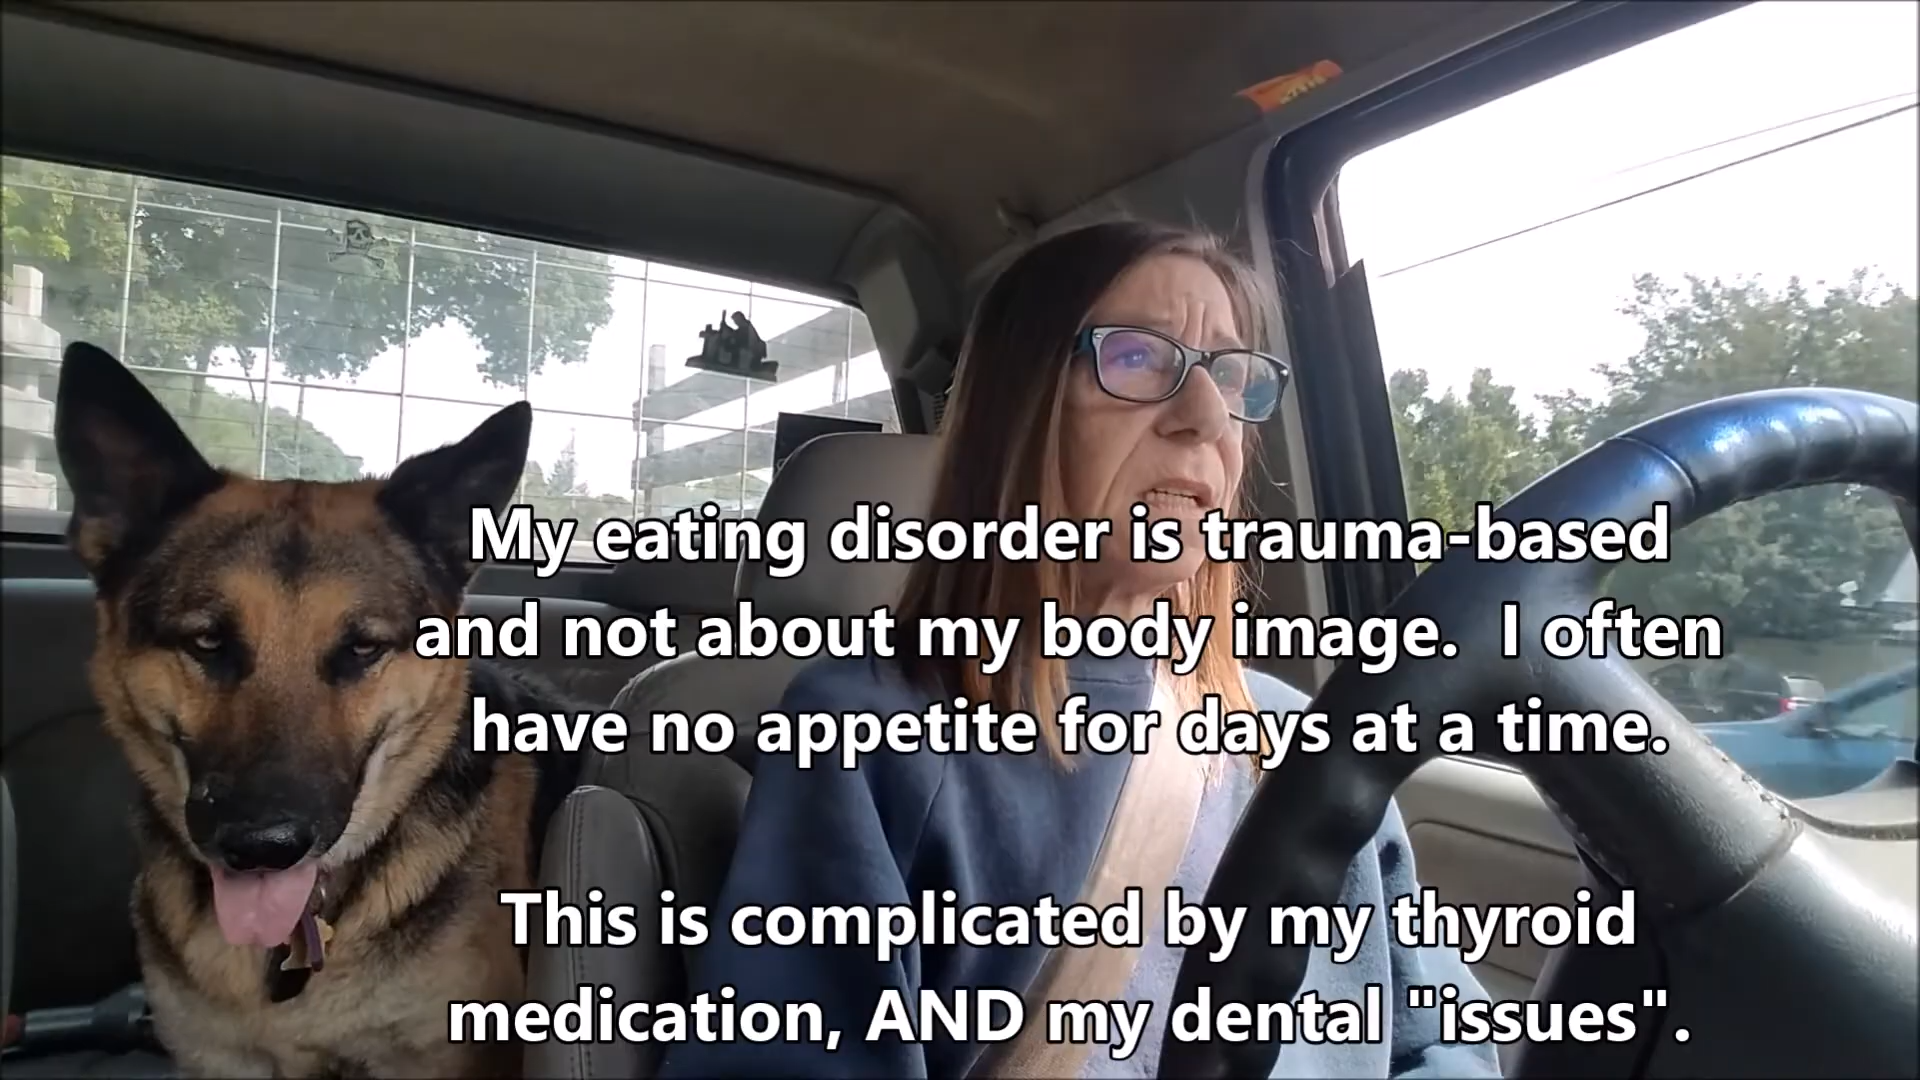 My eating disorder is trauma-based
and not about my body image.  I often
have no appetite for days at a time.
This is complicated by my thyroid
medication, AND my dental "issues".